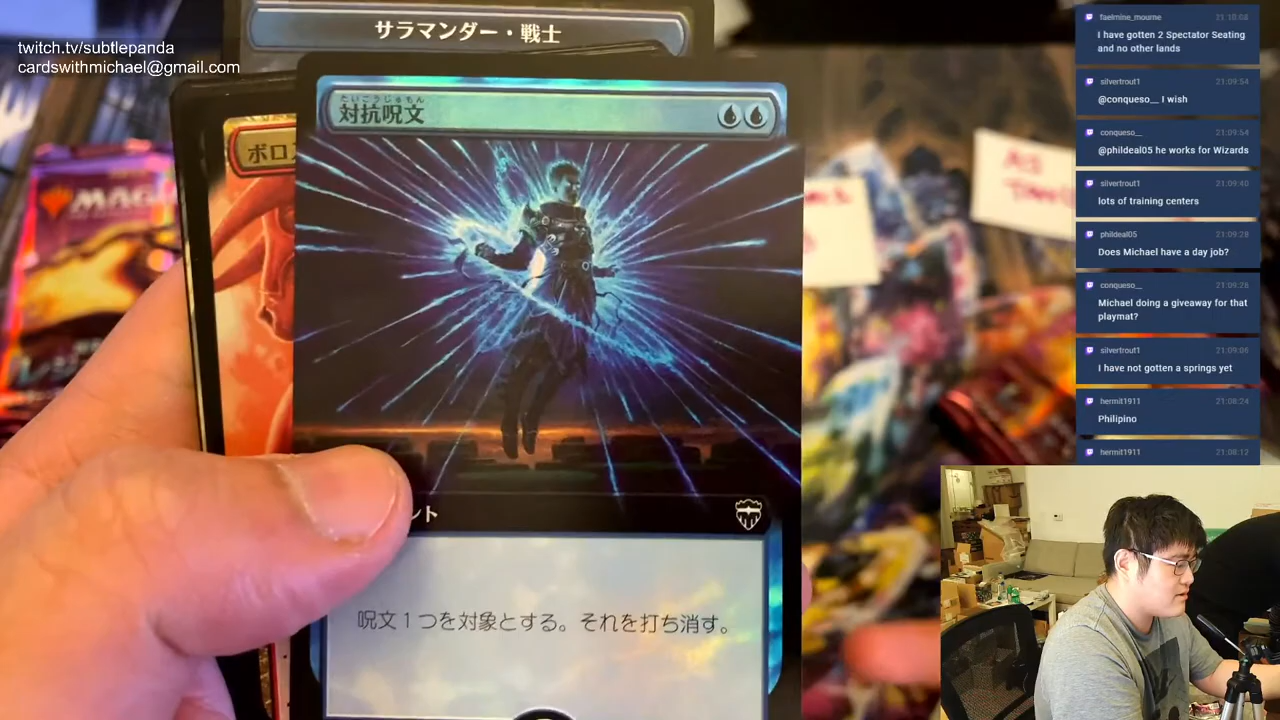 twitch.tv/subtlepanda
cardswithmichael@gmail.com
サラマンダー・戦士
たいこうじゅもん
対抗呪文
ボロ
MAG
AS
ント
呪文１つを対象とする。それを打ち消す。
faelmine_mourne 21:10:08
I have gotten 2 Spectator Seating
and no other lands
silvertrout1 21:09:54
@conqueso__ I wish
conqueso__ 21:09:54
@phildeal05 he works for Wizards
silvertrout1 21:09:40
lots of training centers
phildeal05 21:09:28
Does Michael have a day job?
conqueso__ 21:09:26
Michael doing a giveaway for that
playmat?
silvertrout1 21:09:06
I have not gotten a springs yet
hermit1911 21:08:24
Philipino
hermit1911 21:08:12